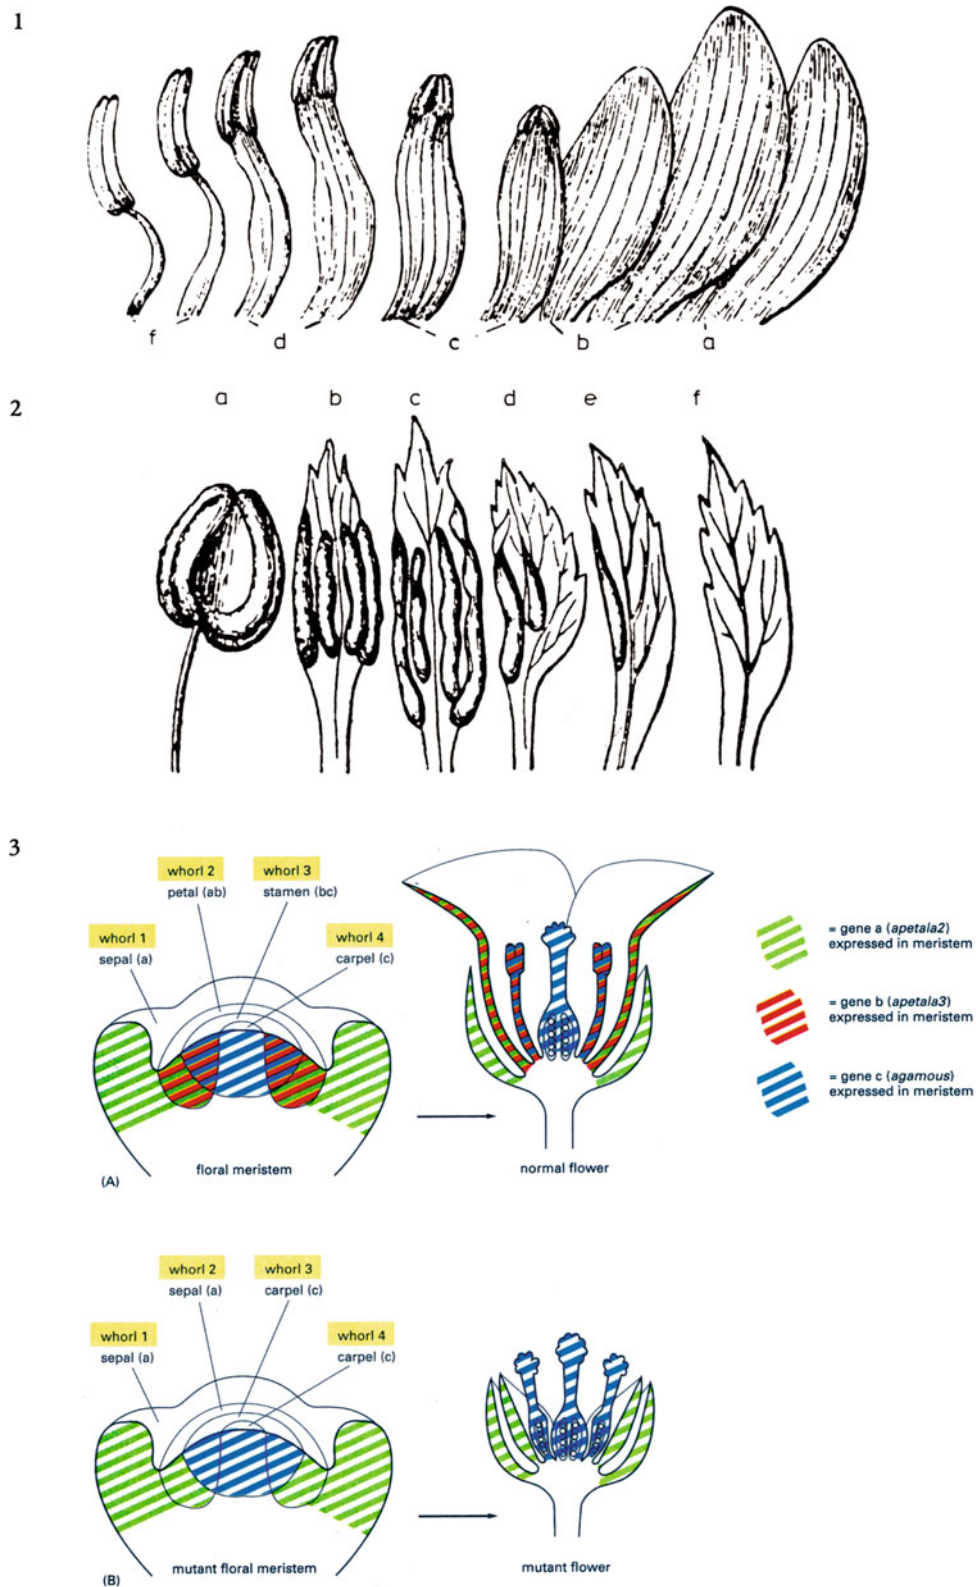 1
f d c b a
2
a b c d e f
3
whorl 2
petal (ab)
whorl 3
stamen (bc)
whorl 1
sepal (a)
whorl 4
carpel (c)
floral meristem
(A)
normal flower
= gene a (apetala2)
expressed in meristem
= gene b (apetala3)
expressed in meristem
= gene c (agamous)
expressed in meristem
whorl 2
sepal (a)
whorl 3
carpel (c)
whorl 1
sepal (a)
whorl 4
carpel (c)
mutant floral meristem
(B)
mutant flower